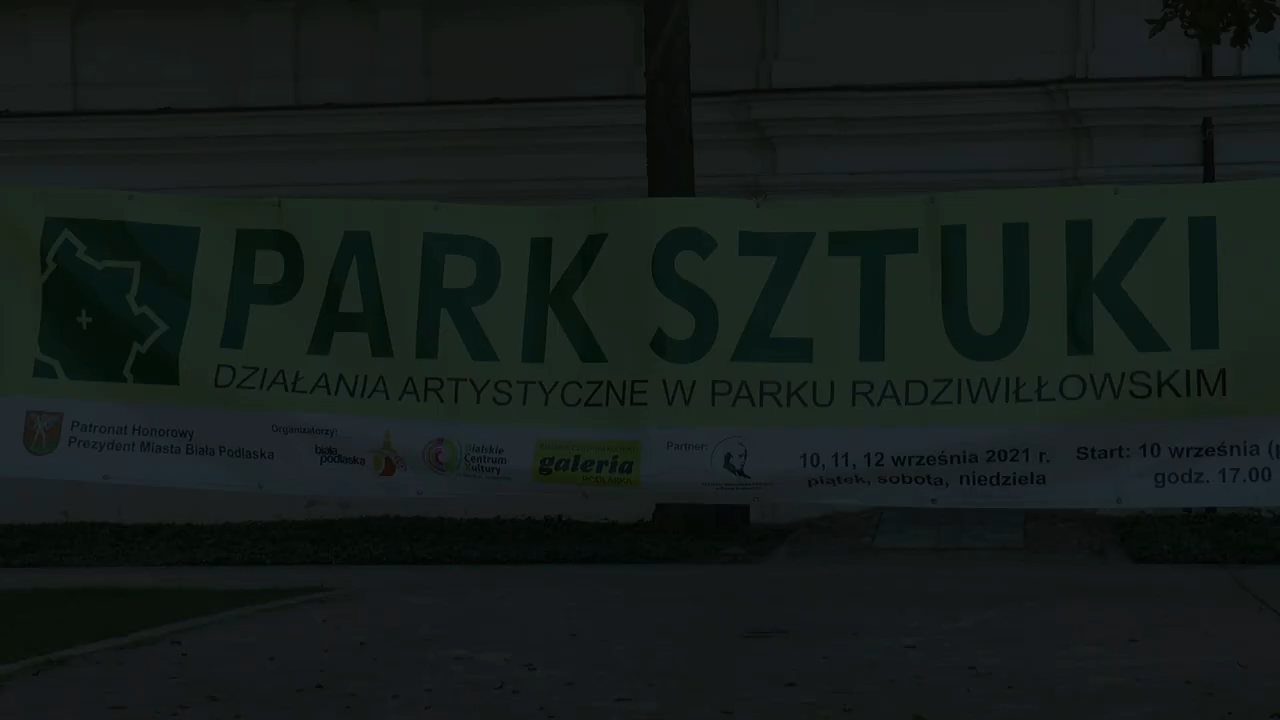 PARK SZTUKI
DZIAŁANIA ARTYSTYCZNE W PARKU RADZIWIŁŁOWSKIM
Patronat Honorowy
Prezydent Miasta Biała Podlaska
Organizatorzy:
biała
podlaska
Bialskie
Centrum
Kultury
galeria
PODLASKA
Partner:
10, 11, 12 września 2021 r.
piątek, sobota, niedziela
Start: 10 września (p
godz. 17.00